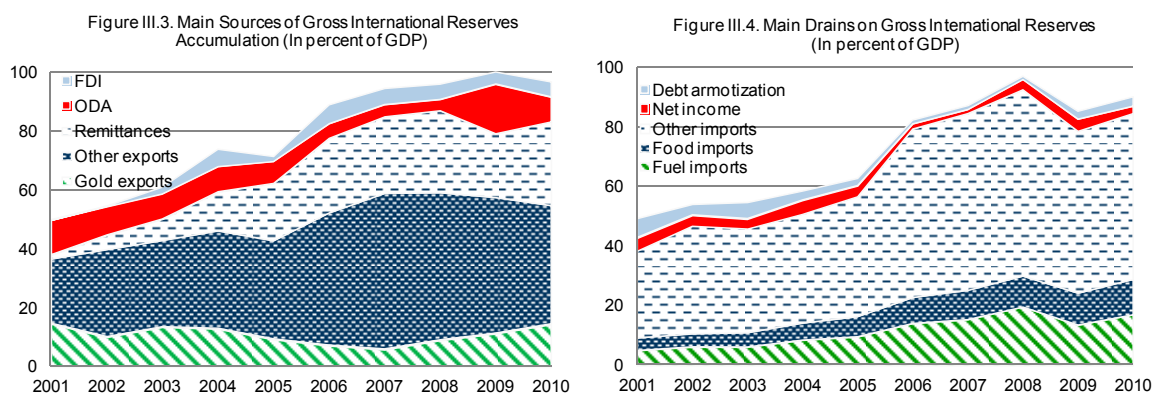 Figure III.3. Main Sources of Gross International Reserves
Accumulation (In percent of GDP)
100
80
60
40
20
0
FDI
ODA
Remittances
Other exports
Gold exports
2001 2002 2003 2004 2005 2006 2007 2008 2009 2010
Figure III.4. Main Drains on Gross International Reserves
(In percent of GDP)
100
80
60
40
20
0
Debt armotization
Net income
Other imports
Food imports
Fuel imports
2001 2002 2003 2004 2005 2006 2007 2008 2009 2010